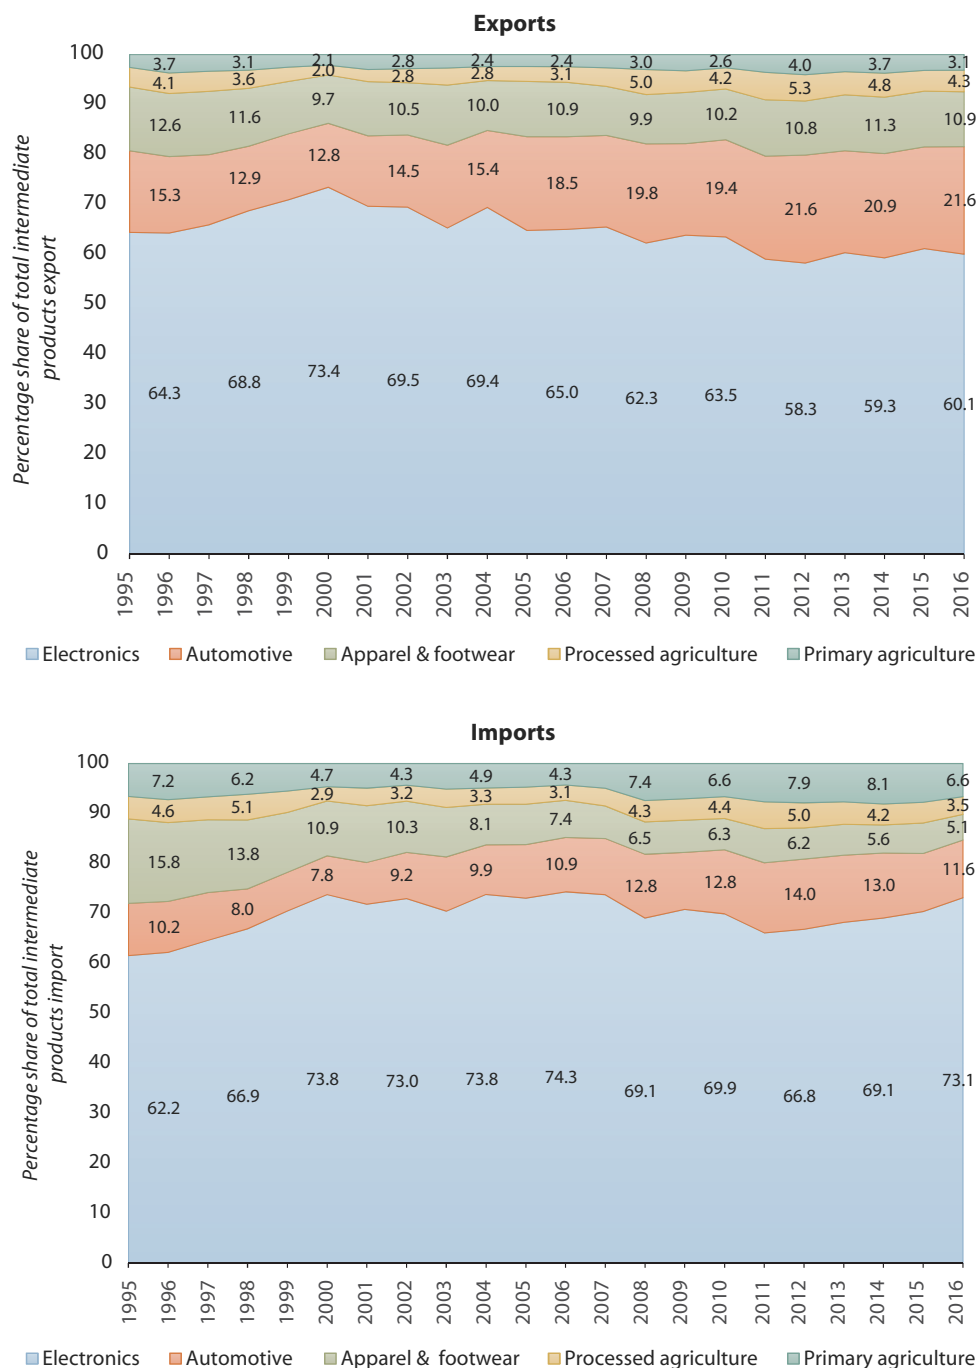 Exports
Percentage share of total intermediate
products export
100
90
80
70
60
50
40
30
20
10
0
3.7 3.1 2.1 2.8 2.4 2.4 3.0 2.6 4.0 3.7 3.1
4.1 3.6 2.0 2.8 2.8 3.1 5.0 4.2 5.3 4.8 4.3
12.6 11.6 9.7 10.5 10.0 10.9 9.9 10.2 10.8 11.3 10.9
15.3 12.9 12.8 14.5 15.4 18.5 19.8 19.4 21.6 20.9 21.6
64.3 68.8 73.4 69.5 69.4 65.0 62.3 63.5 58.3 59.3 60.1
1995 1996 1997 1998 1999 2000 2001 2002 2003 2004 2005 2006 2007 2008 2009 2010 2011 2012 2013 2014 2015 2016
Electronics Automotive Apparel & footwear Processed agriculture Primary agriculture
Imports
Percentage share of total intermediate
products import
100
90
80
70
60
50
40
30
20
10
0
7.2 6.2 4.7 4.3 4.9 4.3 7.4 6.6 7.9 8.1 6.6
4.6 5.1 2.9 3.2 3.3 3.1 4.3 4.4 5.0 4.2 3.5
15.8 13.8 10.9 10.3 8.1 7.4 6.5 6.3 6.2 5.6 5.1
10.2 8.0 7.8 9.2 9.9 10.9 12.8 12.8 14.0 13.0 11.6
62.2 66.9 73.8 73.0 73.8 74.3 69.1 69.9 66.8 69.1 73.1
1995 1996 1997 1998 1999 2000 2001 2002 2003 2004 2005 2006 2007 2008 2009 2010 2011 2012 2013 2014 2015 2016
Electronics Automotive Apparel & footwear Processed agriculture Primary agriculture